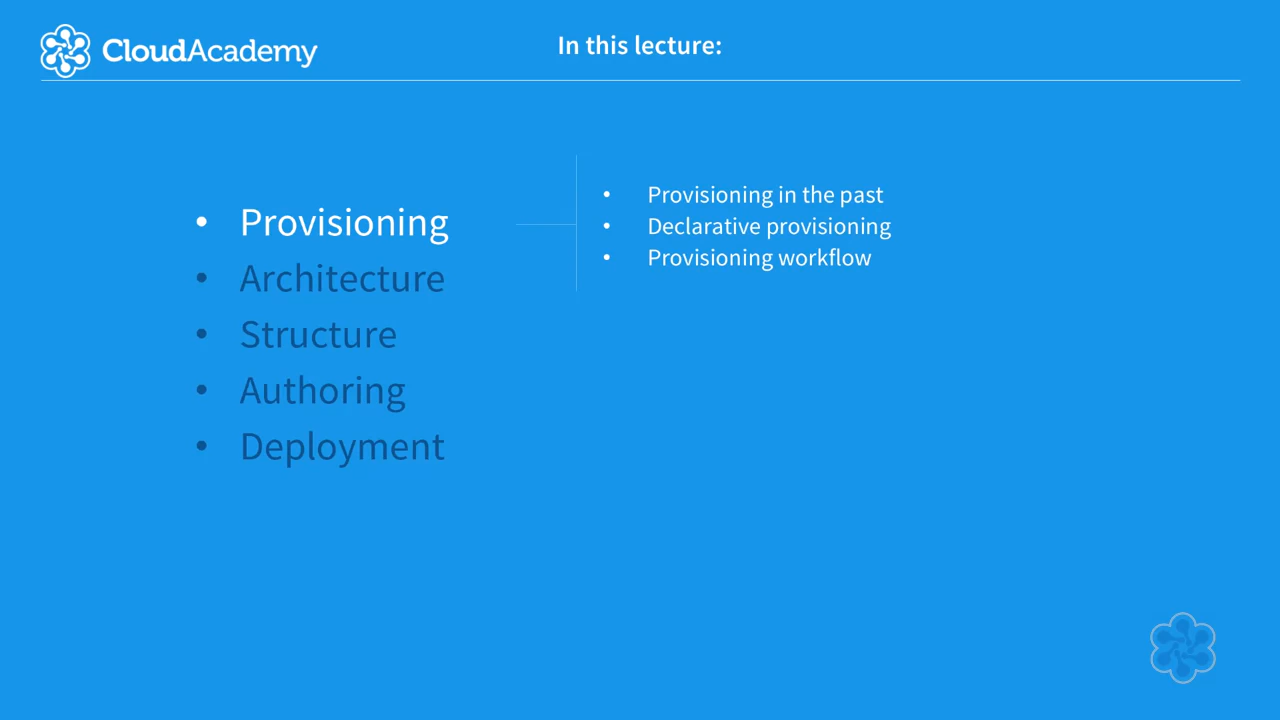 CloudAcademy
In this lecture:
• Provisioning
• Architecture
• Structure
• Authoring
• Deployment
• Provisioning in the past
• Declarative provisioning
• Provisioning workflow